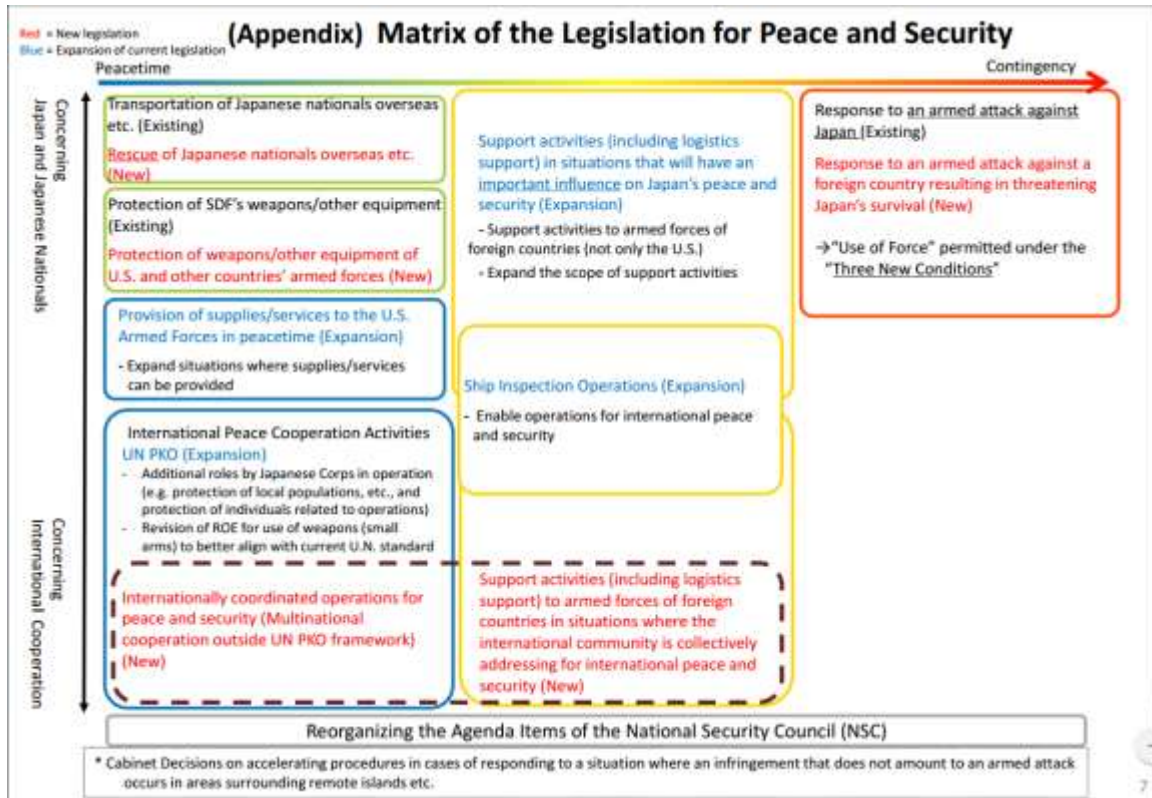 Red = New legislation
Blue = Expansion of current legislation
(Appendix) Matrix of the Legislation for Peace and Security
Peacetime
Contingency
Concerning
Japan and Japanese Nationals
Transportation of Japanese nationals overseas
etc. (Existing)
Rescue of Japanese nationals overseas etc.
(New)
Protection of SDF's weapons/other equipment
(Existing)
Protection of weapons/other equipment of
U.S. and other countries' armed forces (New)
Provision of supplies/services to the U.S.
Armed Forces in peacetime (Expansion)
- Expand situations where supplies/services
can be provided
Support activities (including logistics
support) in situations that will have an
important influence on Japan's peace and
security (Expansion)
- Support activities to armed forces of
foreign countries (not only the U.S.)
- Expand the scope of support activities
Response to an armed attack against
Japan (Existing)
Response to an armed attack against a
foreign country resulting in threatening
Japan's survival (New)
→"Use of Force" permitted under the
"Three New Conditions"
Ship Inspection Operations (Expansion)
- Enable operations for international peace
and security
Concerning
International Cooperation
International Peace Cooperation Activities
UN PKO (Expansion)
- Additional roles by Japanese Corps in operation
(e.g. protection of local populations, etc., and
protection of individuals related to operations)
- Revision of ROE for use of weapons (small
arms) to better align with current U.N. standard
Internationally coordinated operations for
peace and security (Multinational
cooperation outside UN PKO framework)
(New)
Support activities (including logistics
support) to armed forces of foreign
countries in situations where the
international community is collectively
addressing for international peace and
security (New)
Reorganizing the Agenda Items of the National Security Council (NSC)
* Cabinet Decisions on accelerating procedures in cases of responding to a situation where an infringement that does not amount to an armed attack
occurs in areas surrounding remote islands etc.
7